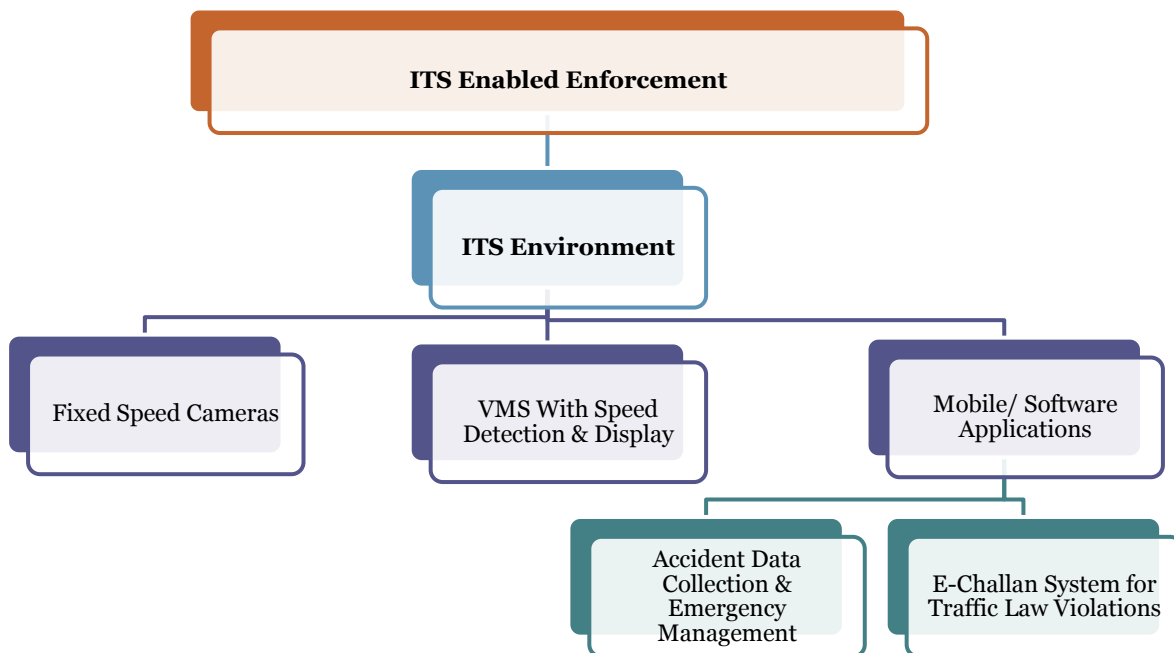 ITS Enabled Enforcement
ITS Environment
Fixed Speed Cameras
VMS With Speed
Detection & Display
Mobile/ Software
Applications
Accident Data
Collection &
Emergency
Management
E-Challan System for
Traffic Law Violations